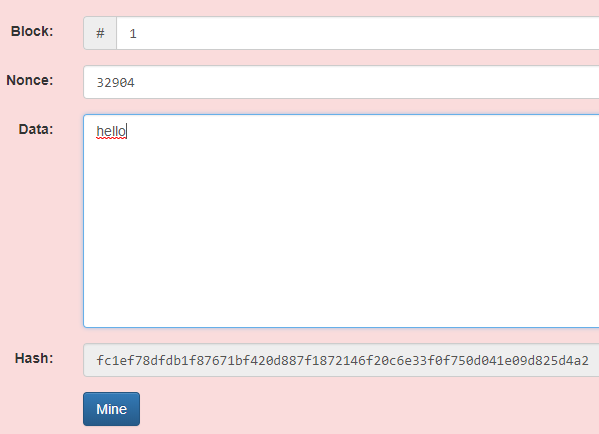 Block: # 1
Nonce: 32904
Data: hello
Hash: fc1ef78dfdb1f87671bf420d887f1872146f20c6e33f0f750d041e09d825d4a2
Mine